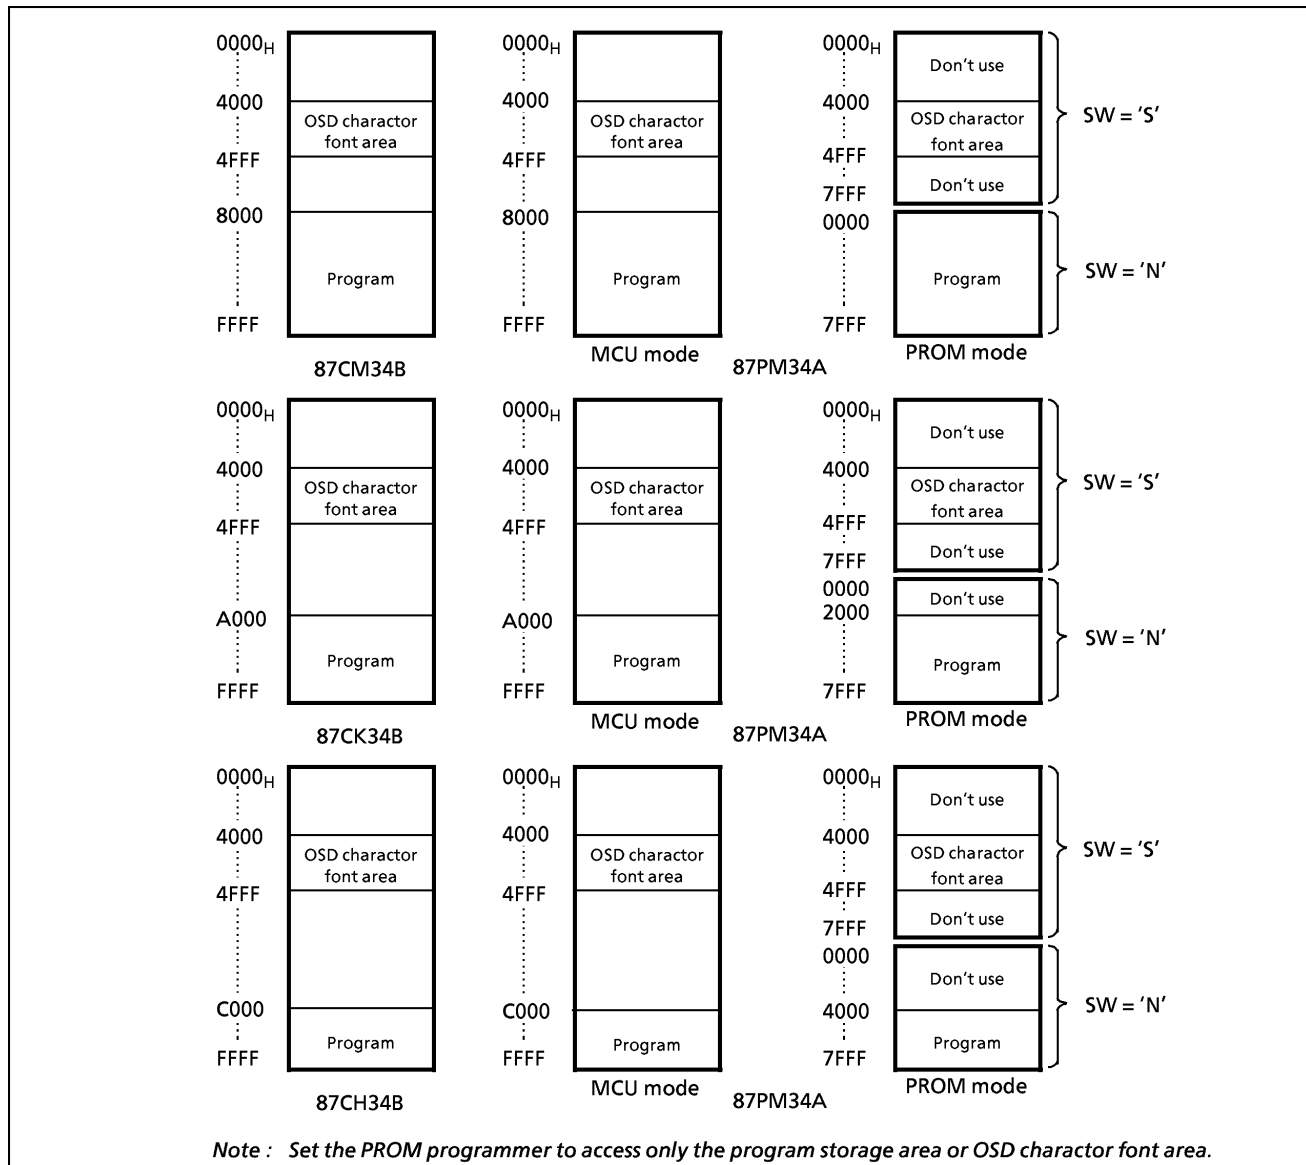 0000H
4000
OSD charactor
font area
4FFF
8000
Program
FFFF
87CM34B
0000H
4000
OSD charactor
font area
4FFF
8000
Program
FFFF
MCU mode
87PM34A
0000H
Don't use
4000
OSD charactor
font area
4FFF
Don't use
7FFF
SW = 'S'
0000
Program
7FFF
SW = 'N'
PROM mode
0000H
4000
OSD charactor
font area
4FFF
A000
Program
FFFF
87CK34B
0000H
4000
OSD charactor
font area
4FFF
A000
Program
FFFF
MCU mode
87PM34A
0000H
Don't use
4000
OSD charactor
font area
4FFF
Don't use
7FFF
SW = 'S'
0000
Don't use
2000
Program
7FFF
SW = 'N'
PROM mode
0000H
4000
OSD charactor
font area
4FFF
C000
Program
FFFF
87CH34B
0000H
4000
OSD charactor
font area
4FFF
C000
Program
FFFF
MCU mode
87PM34A
0000H
Don't use
4000
OSD charactor
font area
4FFF
Don't use
7FFF
SW = 'S'
0000
Don't use
4000
Program
7FFF
SW = 'N'
PROM mode
Note : Set the PROM programmer to access only the program storage area or OSD charactor font area.